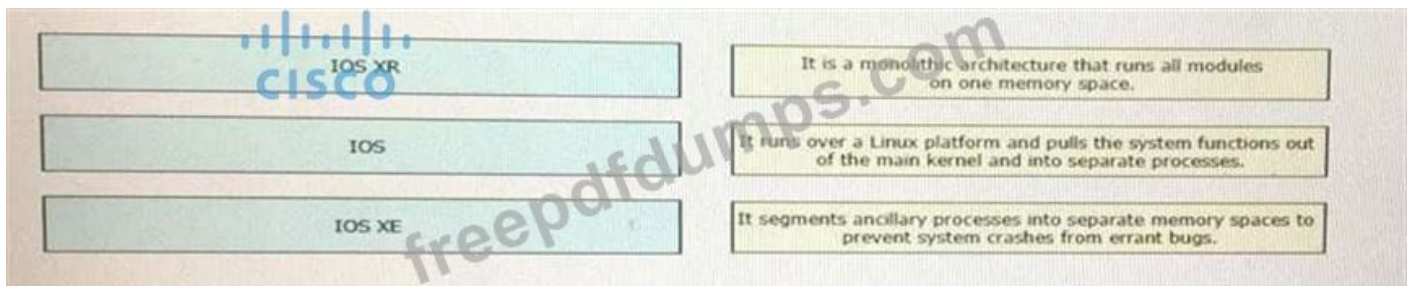 IOS XR
CISCO
It is a monolithic architecture that runs all modules
on one memory space.
IOS
It runs over a Linux platform and pulls the system functions out
of the main kernel and into separate processes.
IOS XE
It segments ancillary processes into separate memory spaces to
prevent system crashes from errant bugs.
freepdfdumps.com